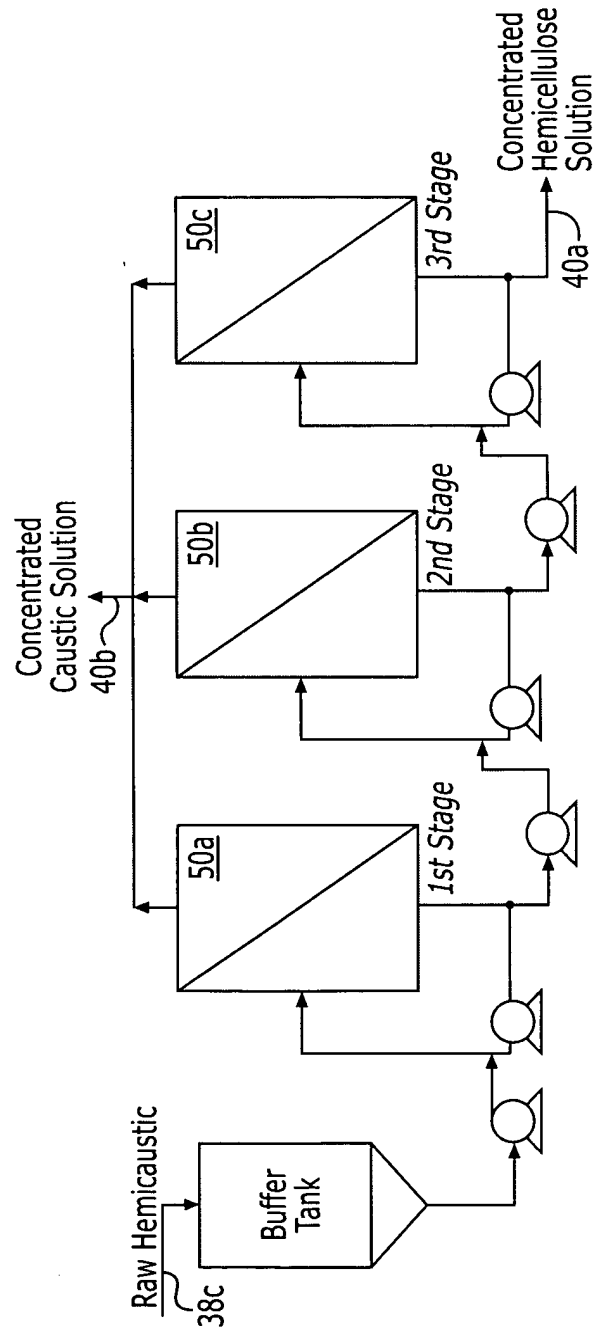 Raw Hemicaustic
38c
Buffer
Tank
50a
1st Stage
Concentrated
Caustic Solution
40b
50b
2nd Stage
50c
3rd Stage
40a
Concentrated
Hemicellulose
Solution